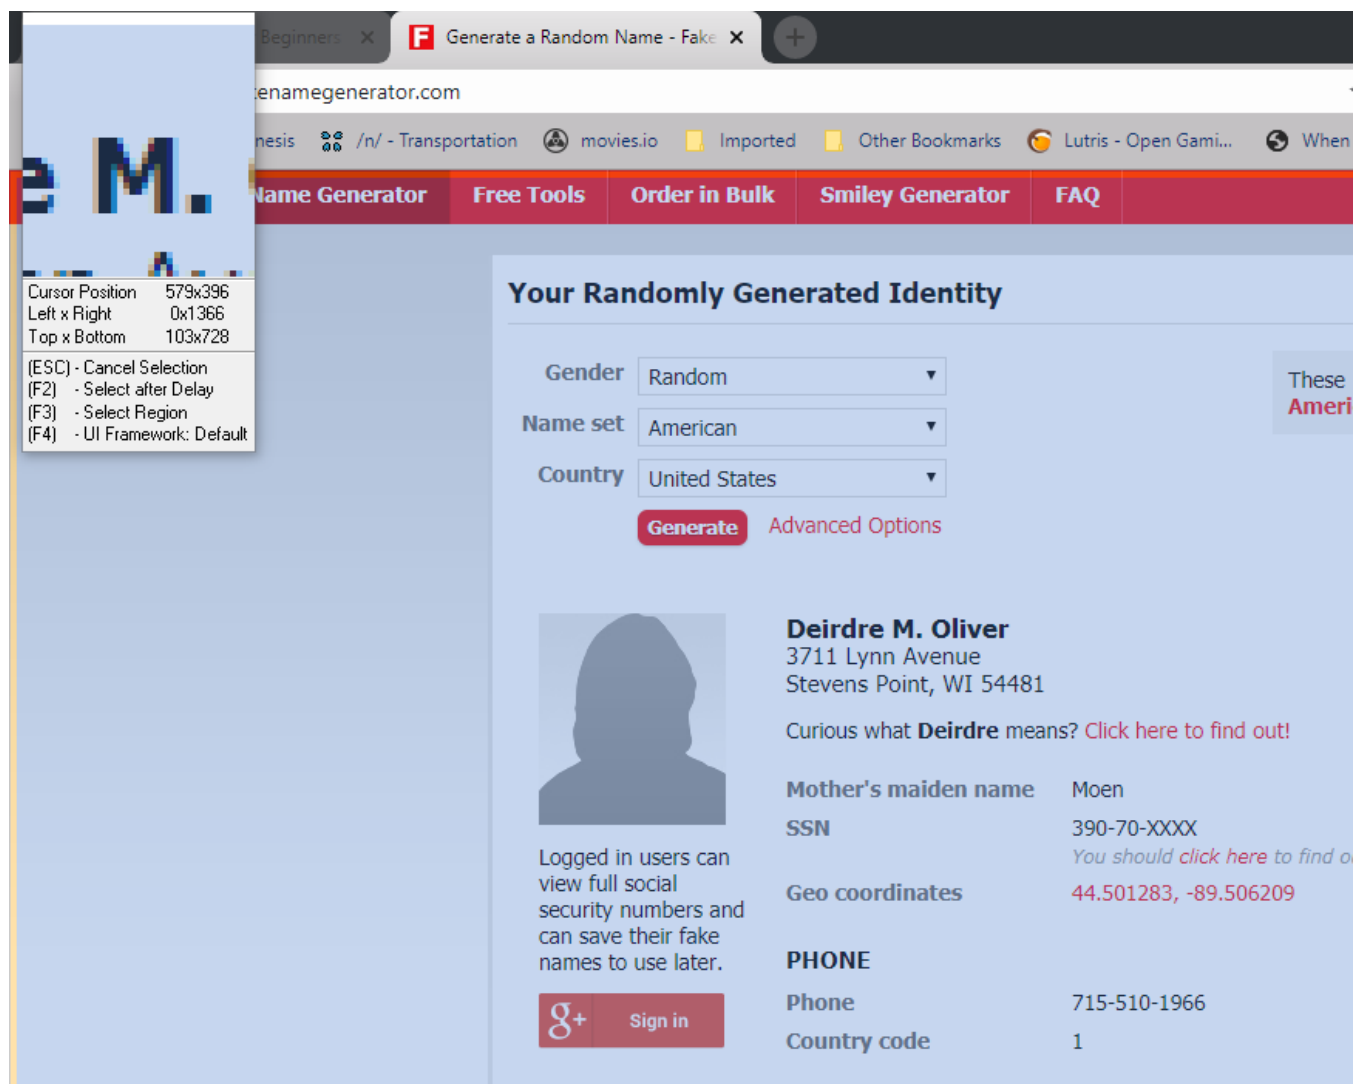 Beginners
Generate a Random Name - Fake
enamegenerator.com
nesis /n/ - Transportation movies.io Imported Other Bookmarks Lutris - Open Gami... When
Name Generator Free Tools Order in Bulk Smiley Generator FAQ
e M.
Cursor Position 579x396
Left x Right 0x1366
Top x Bottom 103x728
(ESC) - Cancel Selection
(F2) - Select after Delay
(F3) - Select Region
(F4) - UI Framework: Default
Your Randomly Generated Identity
Gender Random
Name set American
Country United States
Generate Advanced Options
These
Ameri
Deirdre M. Oliver
3711 Lynn Avenue
Stevens Point, WI 54481
Curious what Deirdre means? Click here to find out!
Mother's maiden name Moen
SSN 390-70-XXXX
You should click here to find o
Geo coordinates 44.501283, -89.506209
Logged in users can
view full social
security numbers and
can save their fake
names to use later.
g+ Sign in
PHONE
Phone 715-510-1966
Country code 1